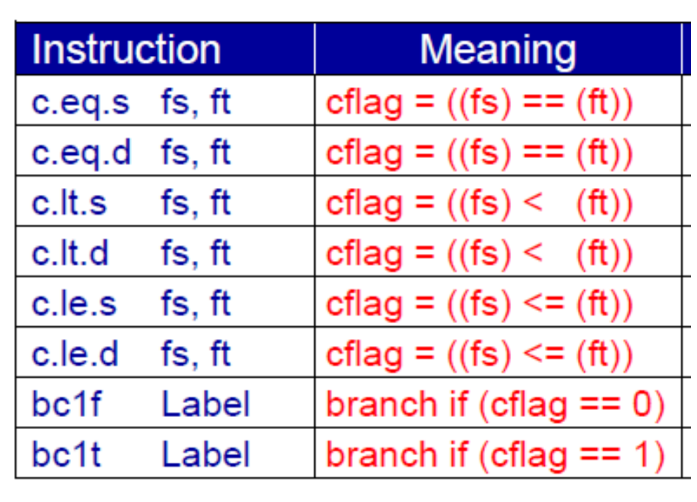 Instruction Meaning
c.eq.s fs, ft cflag = ((fs) == (ft))
c.eq.d fs, ft cflag = ((fs) == (ft))
c.lt.s fs, ft cflag = ((fs) < (ft))
c.lt.d fs, ft cflag = ((fs) < (ft))
c.le.s fs, ft cflag = ((fs) <= (ft))
c.le.d fs, ft cflag = ((fs) <= (ft))
bc1f Label branch if (cflag == 0)
bc1t Label branch if (cflag == 1)